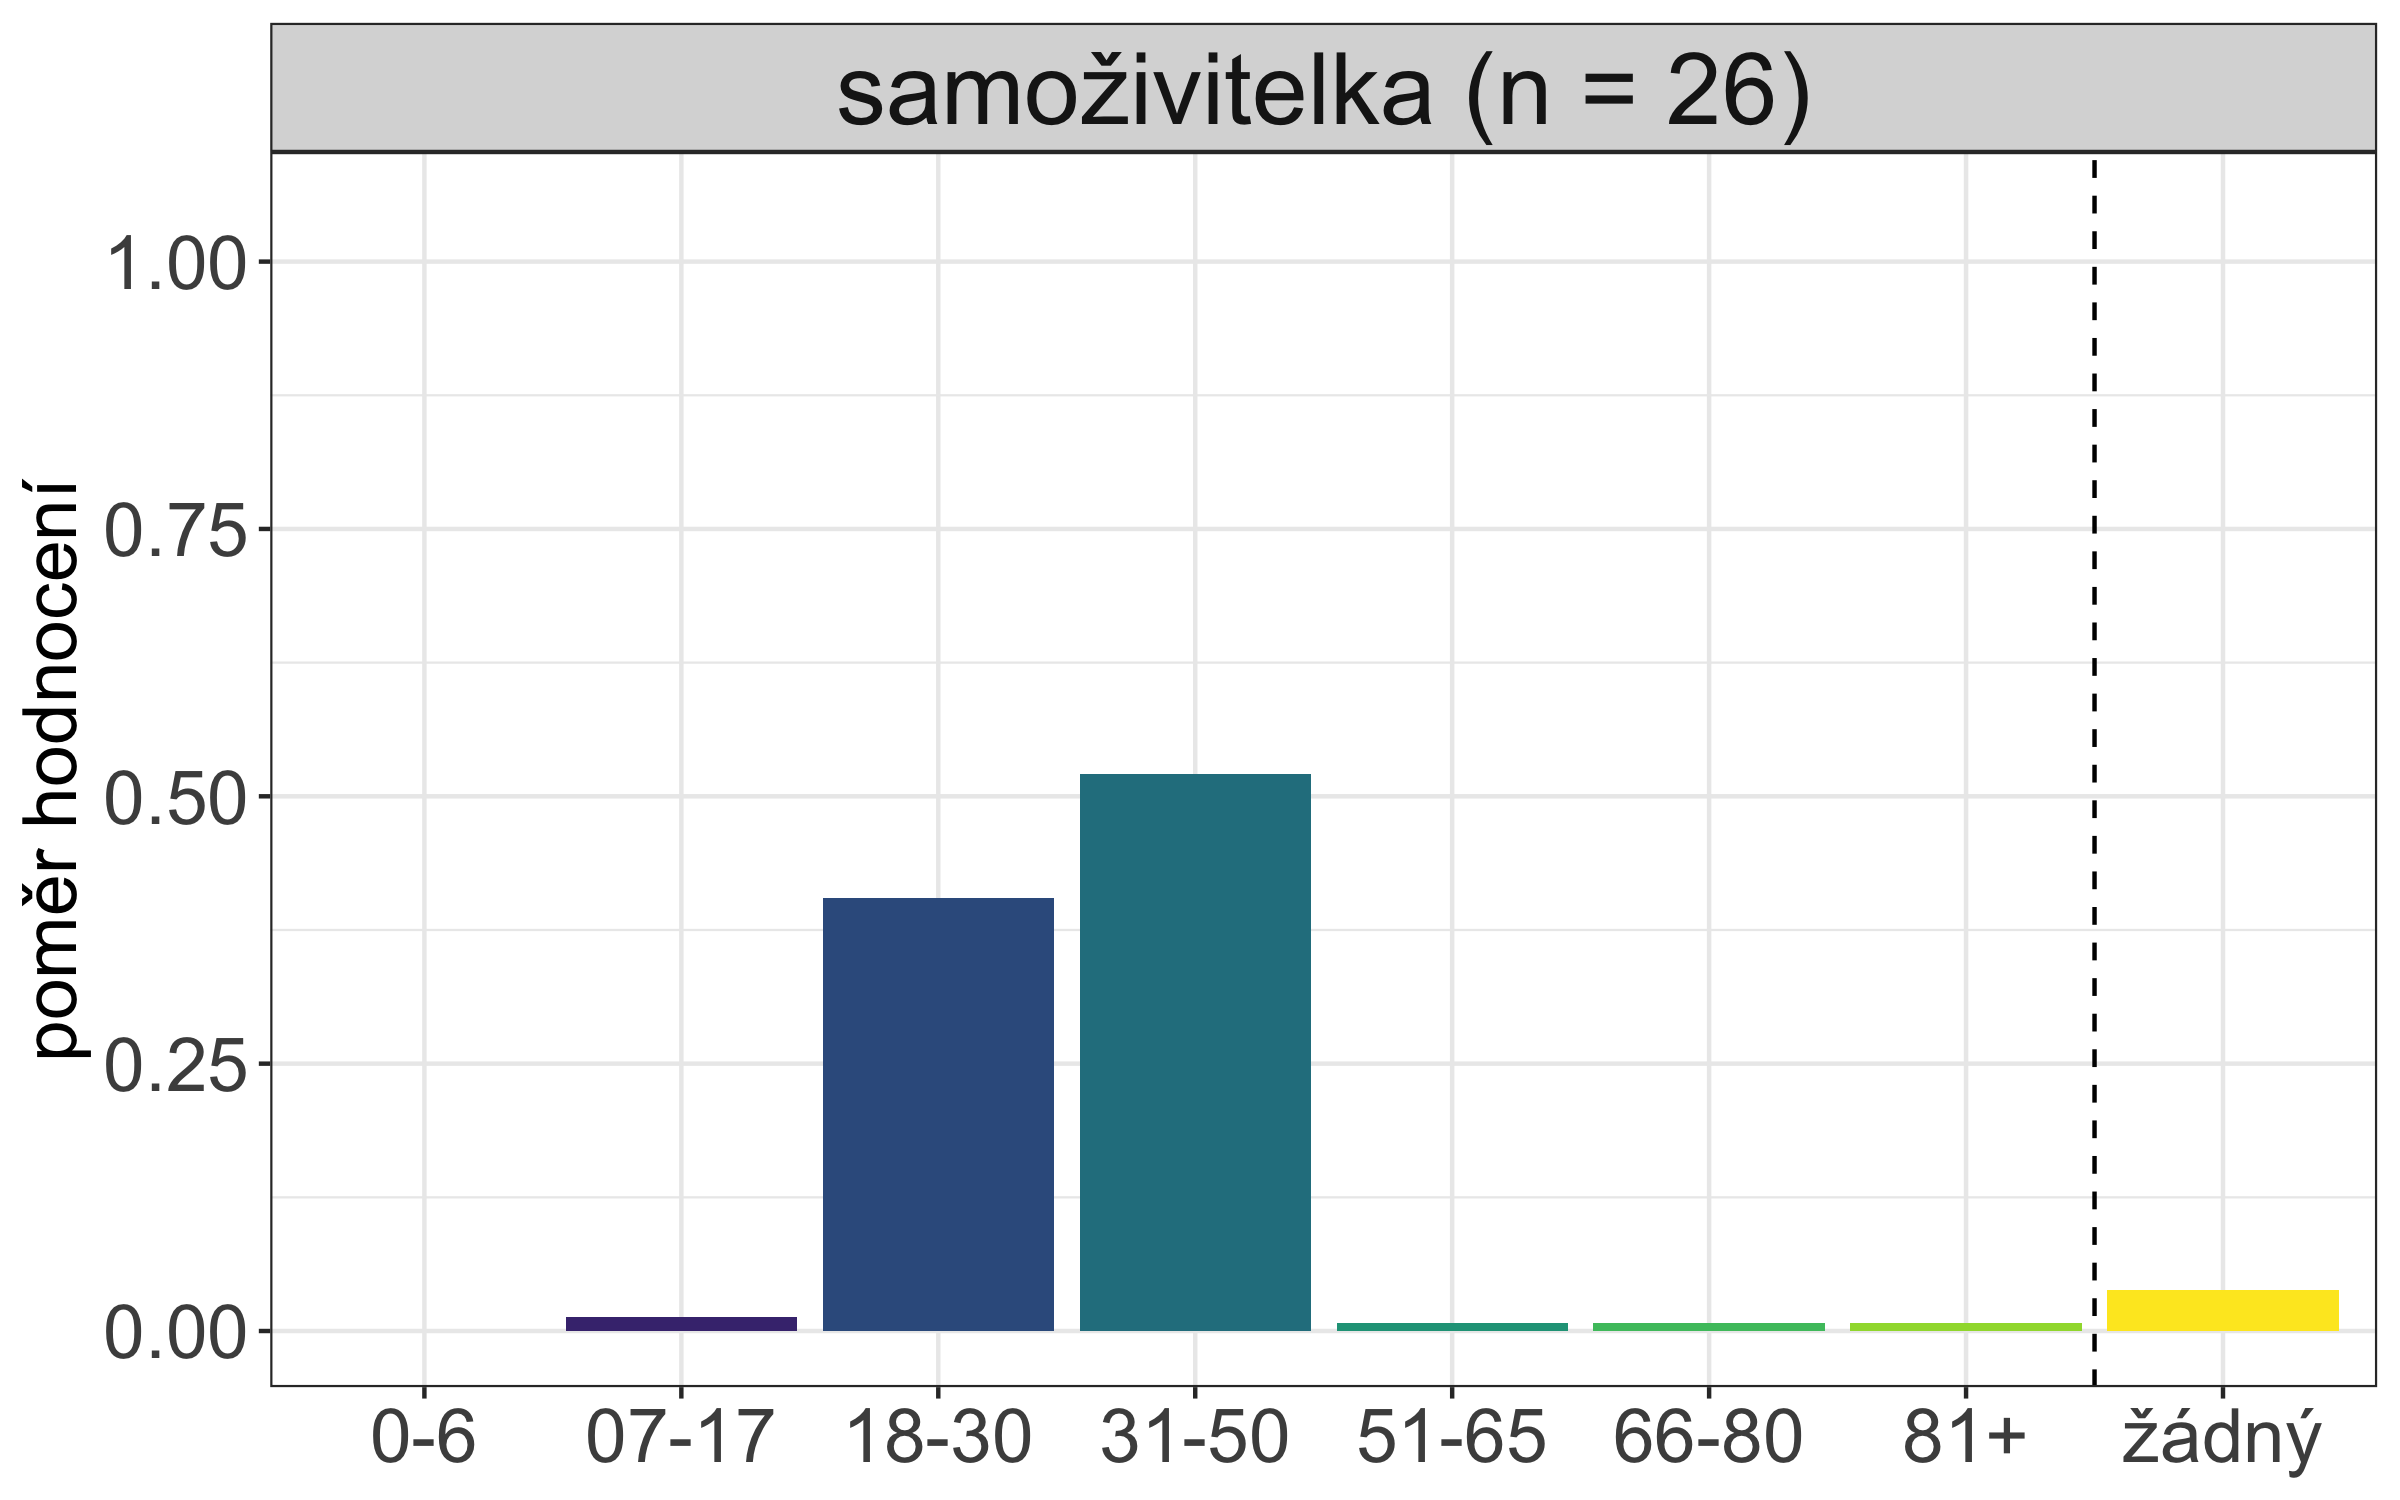 samoživitelka (n = 26)
poměr hodnocení
1.00
0.75
0.50
0.25
0.00
0-6 07-17 18-30 31-50 51-65 66-80 81+ žádný